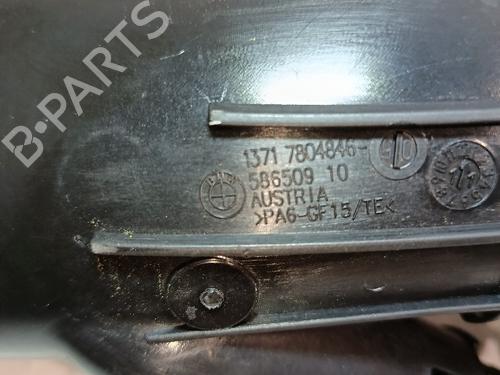 B-PARTS
1371 7804846-
586509 10
AUSTRIA
>PA6-GF15/TE<